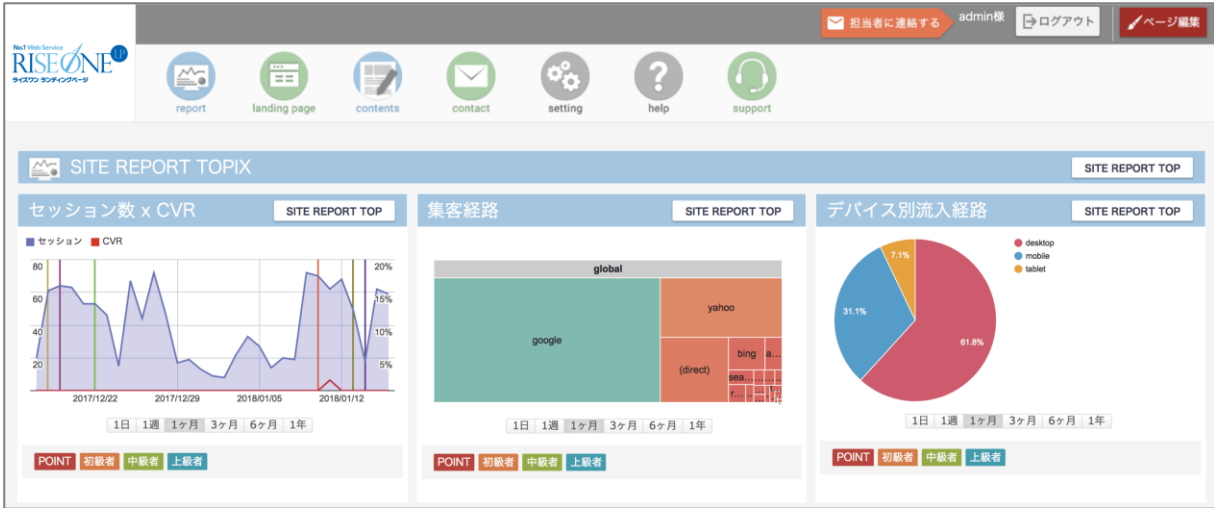 担当者に連絡する
admin様
ログアウト
ページ編集
No.1 Web Service
RISE ONE LP
ライズワン ランディングページ
report
landing page
contents
contact
setting
help
support
SITE REPORT TOPIX
SITE REPORT TOP
セッション数 x CVR
SITE REPORT TOP
セッション
CVR
80
60
40
20
20%
15%
10%
5%
2017/12/22
2017/12/29
2018/01/05
2018/01/12
1日 1週 1ヶ月 3ヶ月 6ヶ月 1年
POINT 初級者 中級者 上級者
集客経路
SITE REPORT TOP
global
google
yahoo
(direct)
bing
a...
sea...
r...
1日 1週 1ヶ月 3ヶ月 6ヶ月 1年
POINT 初級者 中級者 上級者
デバイス別流入経路
SITE REPORT TOP
desktop
mobile
tablet
7.1%
31.1%
61.8%
1日 1週 1ヶ月 3ヶ月 6ヶ月 1年
POINT 初級者 中級者 上級者